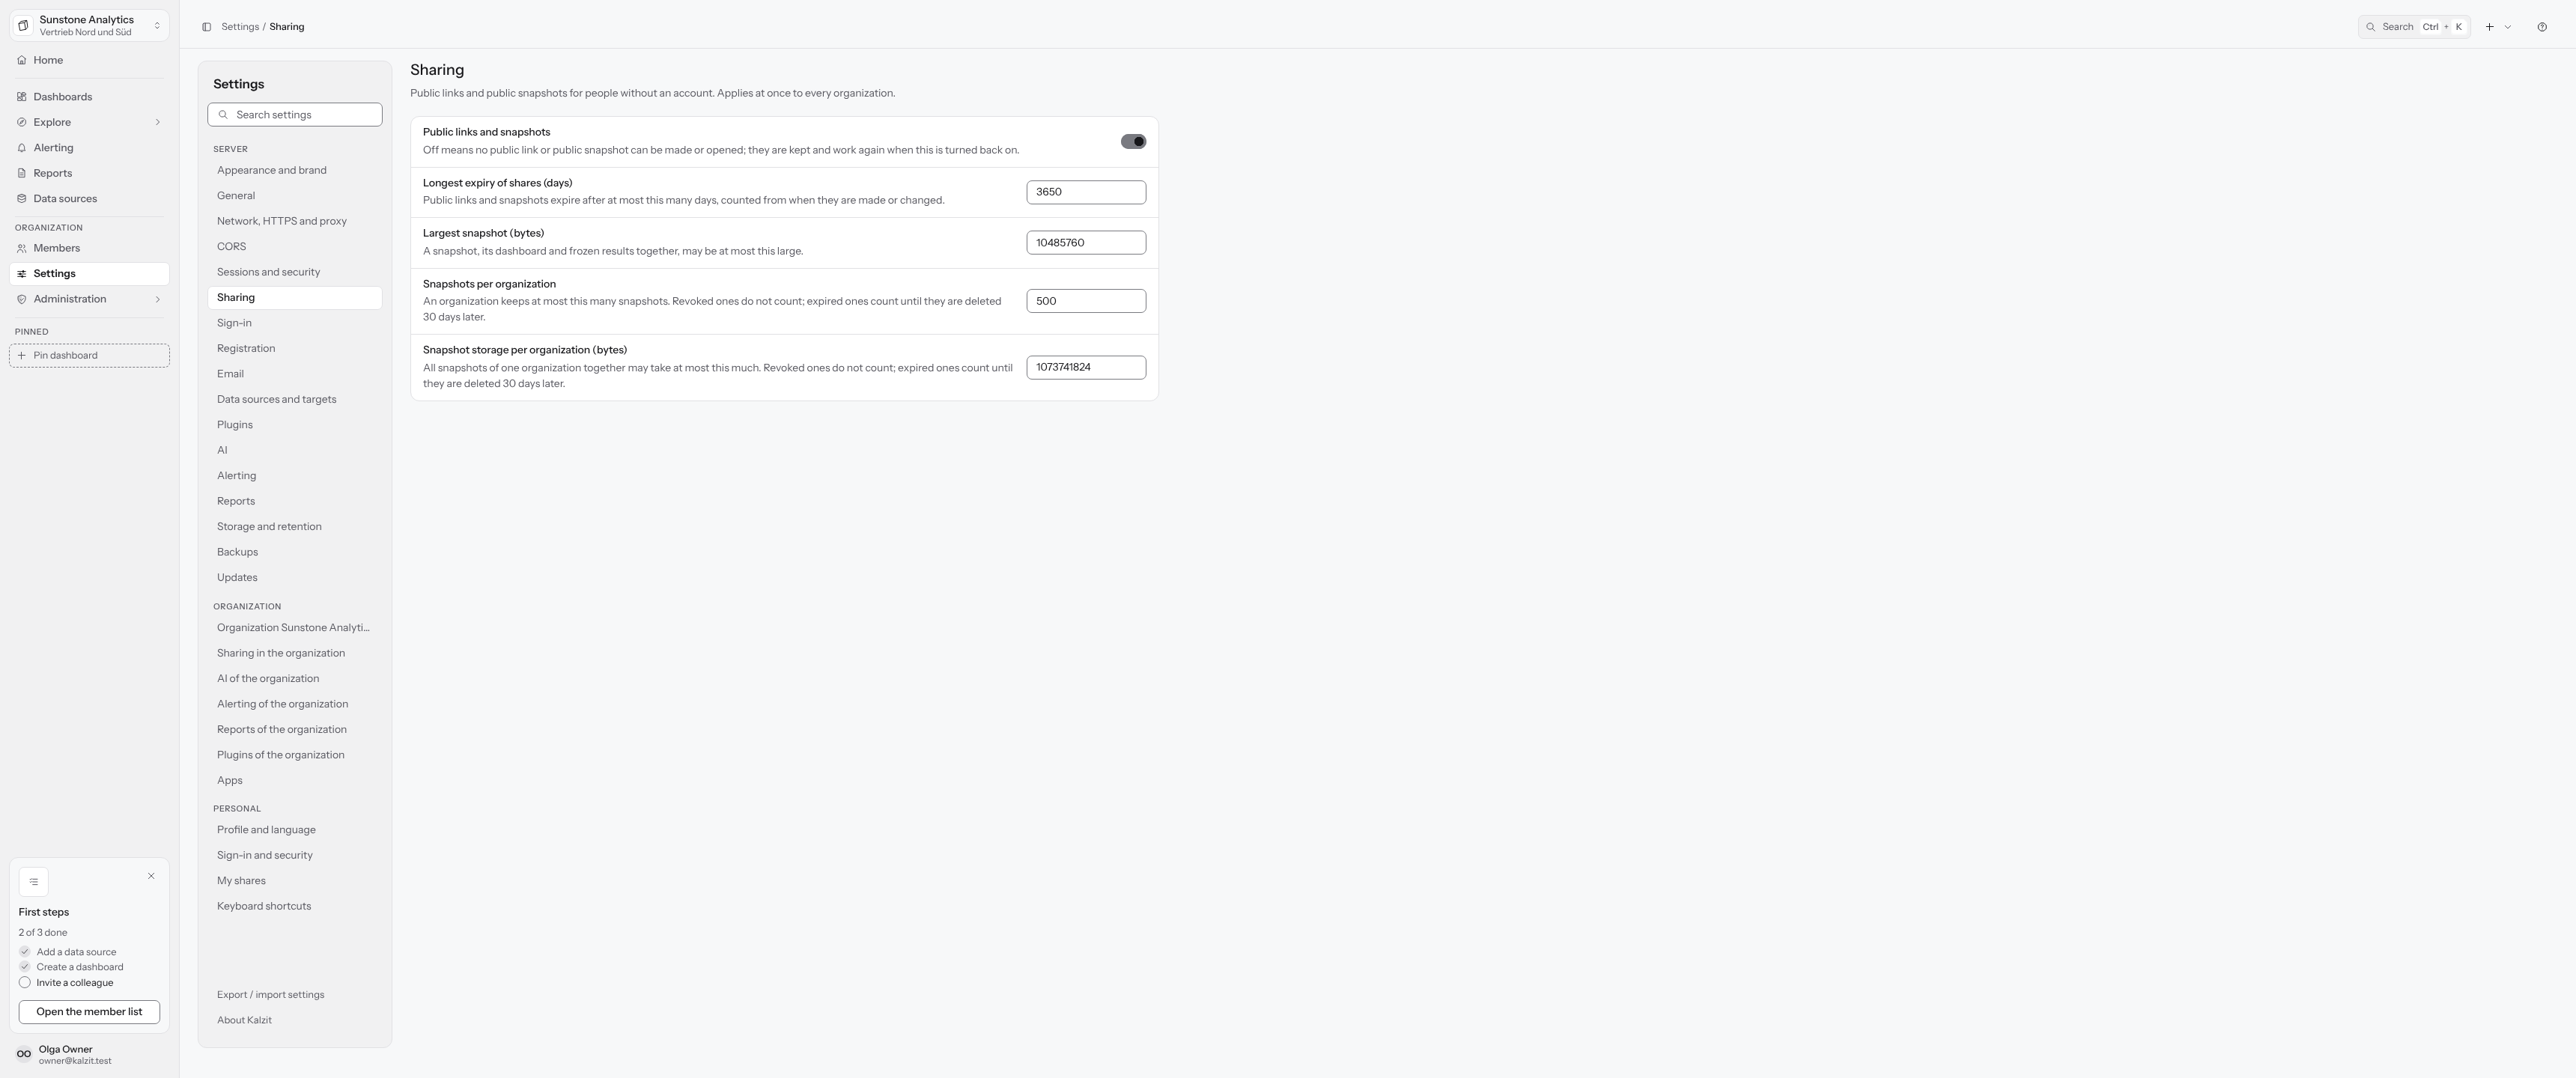 Sunstone Analytics
Vertrieb Nord und Süd
Home
Dashboards
Explore
Alerting
Reports
Data sources
ORGANIZATION
Members
Settings
Administration
PINNED
Pin dashboard
First steps
2 of 3 done
Add a data source
Create a dashboard
Invite a colleague
Open the member list
OO
Olga Owner
owner@kalzit.test
Settings / Sharing
Search Ctrl + K
Settings
Search settings
SERVER
Appearance and brand
General
Network, HTTPS and proxy
CORS
Sessions and security
Sharing
Sign-in
Registration
Email
Data sources and targets
Plugins
AI
Alerting
Reports
Storage and retention
Backups
Updates
ORGANIZATION
Organization Sunstone Analyti...
Sharing in the organization
AI of the organization
Alerting of the organization
Reports of the organization
Plugins of the organization
Apps
PERSONAL
Profile and language
Sign-in and security
My shares
Keyboard shortcuts
Export / import settings
About Kalzit
Sharing
Public links and public snapshots for people without an account. Applies at once to every organization.
Public links and snapshots
Off means no public link or public snapshot can be made or opened; they are kept and work again when this is turned back on.
Longest expiry of shares (days)
Public links and snapshots expire after at most this many days, counted from when they are made or changed.
3650
Largest snapshot (bytes)
A snapshot, its dashboard and frozen results together, may be at most this large.
10485760
Snapshots per organization
An organization keeps at most this many snapshots. Revoked ones do not count; expired ones count until they are deleted
30 days later.
500
Snapshot storage per organization (bytes)
All snapshots of one organization together may take at most this much. Revoked ones do not count; expired ones count until
they are deleted 30 days later.
1073741824